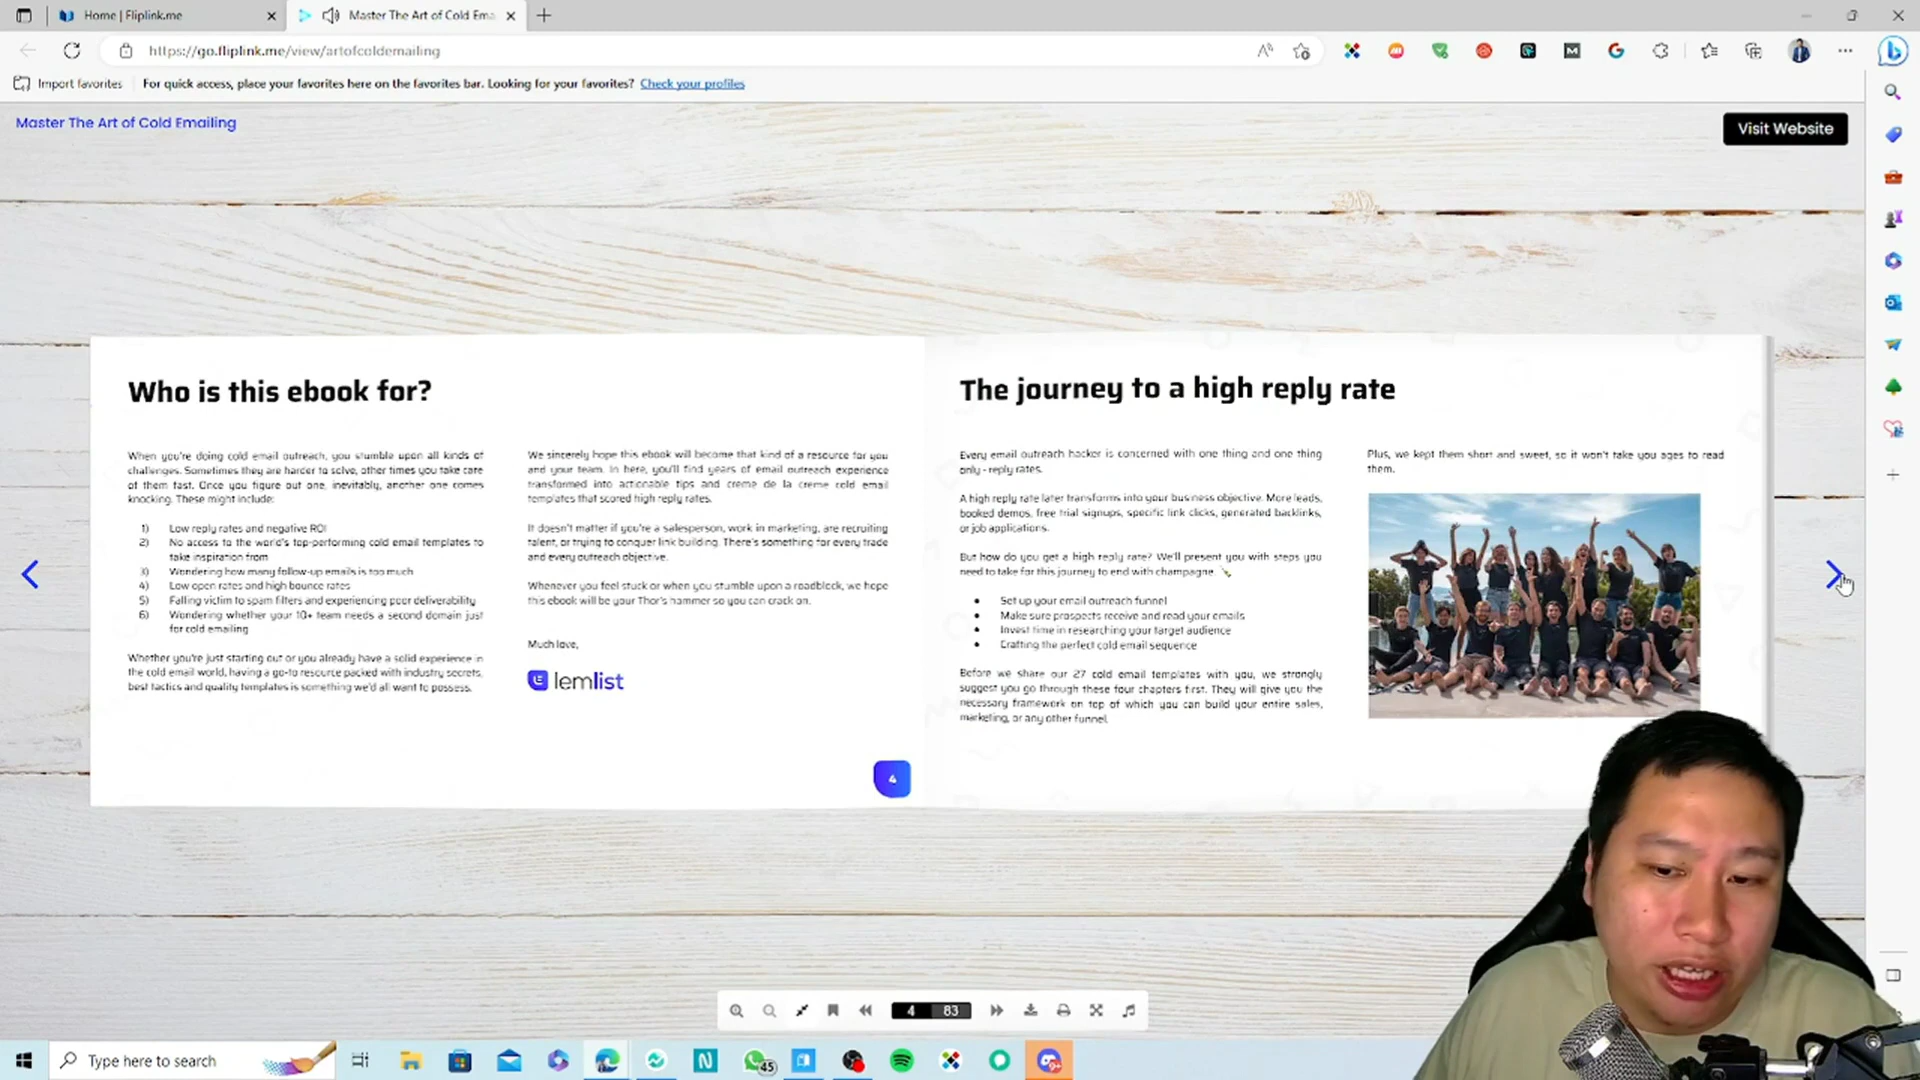 Home | Fliplink.me
Master The Art of Cold Ema
https://go.fliplink.me/view/artofcoldemailing
Import favorites
For quick access, place your favorites here on the favorites bar. Looking for your favorites? Check your profiles
Master The Art of Cold Emailing
Visit Website
Who is this ebook for?
When you're doing cold email outreach, you stumble upon all kinds of
challenges. Sometimes they are harder to solve, other times you take care
of them fast. Once you figure out one, inevitably, another one comes
knocking. These might include:
1) Low reply rates and negative ROI
2) No access to the world's top-performing cold email templates to
take inspiration from
3) Wondering how many follow-up emails is too much
4) Low open rates and high bounce rates
5) Falling victim to spam filters and experiencing poor deliverability
6) Wondering whether your 10+ team needs a second domain just
for cold emailing
Whether you're just starting out or you already have a solid experience in
the cold email world, having a go-to resource packed with industry secrets,
best tactics and quality templates is something we'd all want to possess.
We sincerely hope this ebook will become that kind of a resource for you
and your team. In here, you'll find years of email outreach experience
transformed into actionable tips and creme de la creme cold email
templates that scored high reply rates.
It doesn't matter if you're a salesperson, work in marketing, are recruiting
talent, or trying to conquer link building. There's something for every trade
and every outreach objective.
Whenever you feel stuck or when you stumble upon a roadblock, we hope
this ebook will be your Thor's hammer so you can crack on.
Much love,
lemlist
4
The journey to a high reply rate
Every email outreach hacker is concerned with one thing and one thing
only - reply rates.
A high reply rate later transforms into your business objective. More leads,
booked demos, free trial signups, specific link clicks, generated backlinks,
or job applications.
But how do you get a high reply rate? We'll present you with steps you
need to take for this journey to end with champagne.
• Set up your email outreach funnel
• Make sure prospects receive and read your emails
• Invest time in researching your target audience
• Crafting the perfect cold email sequence
Before we share our 27 cold email templates with you, we strongly
suggest you go through these four chapters first. They will give you the
necessary framework on top of which you can build your entire sales,
marketing, or any other funnel.
Plus, we kept them short and sweet, so it won't take you ages to read
them.
4 83
Type here to search
45
9+